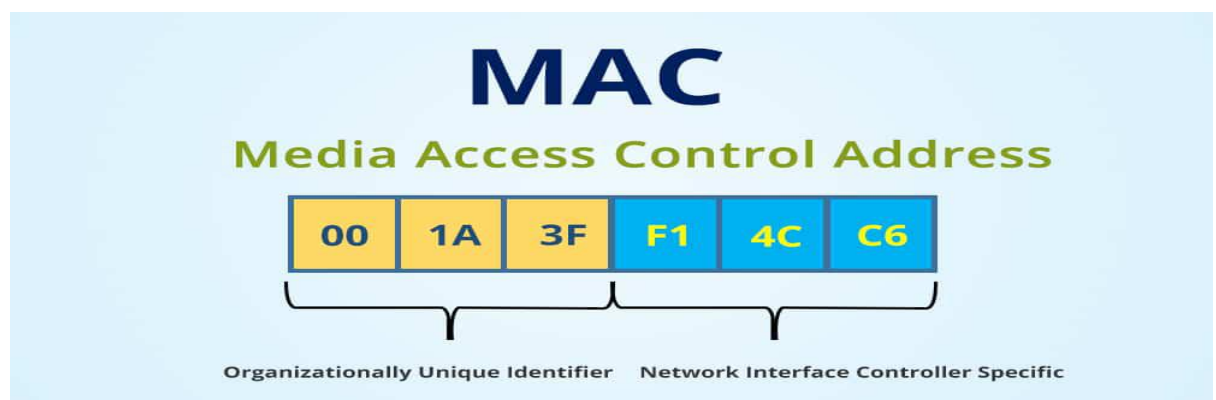 MAC
Media Access Control Address
00 1A 3F F1 4C C6
Organizationally Unique Identifier Network Interface Controller Specific